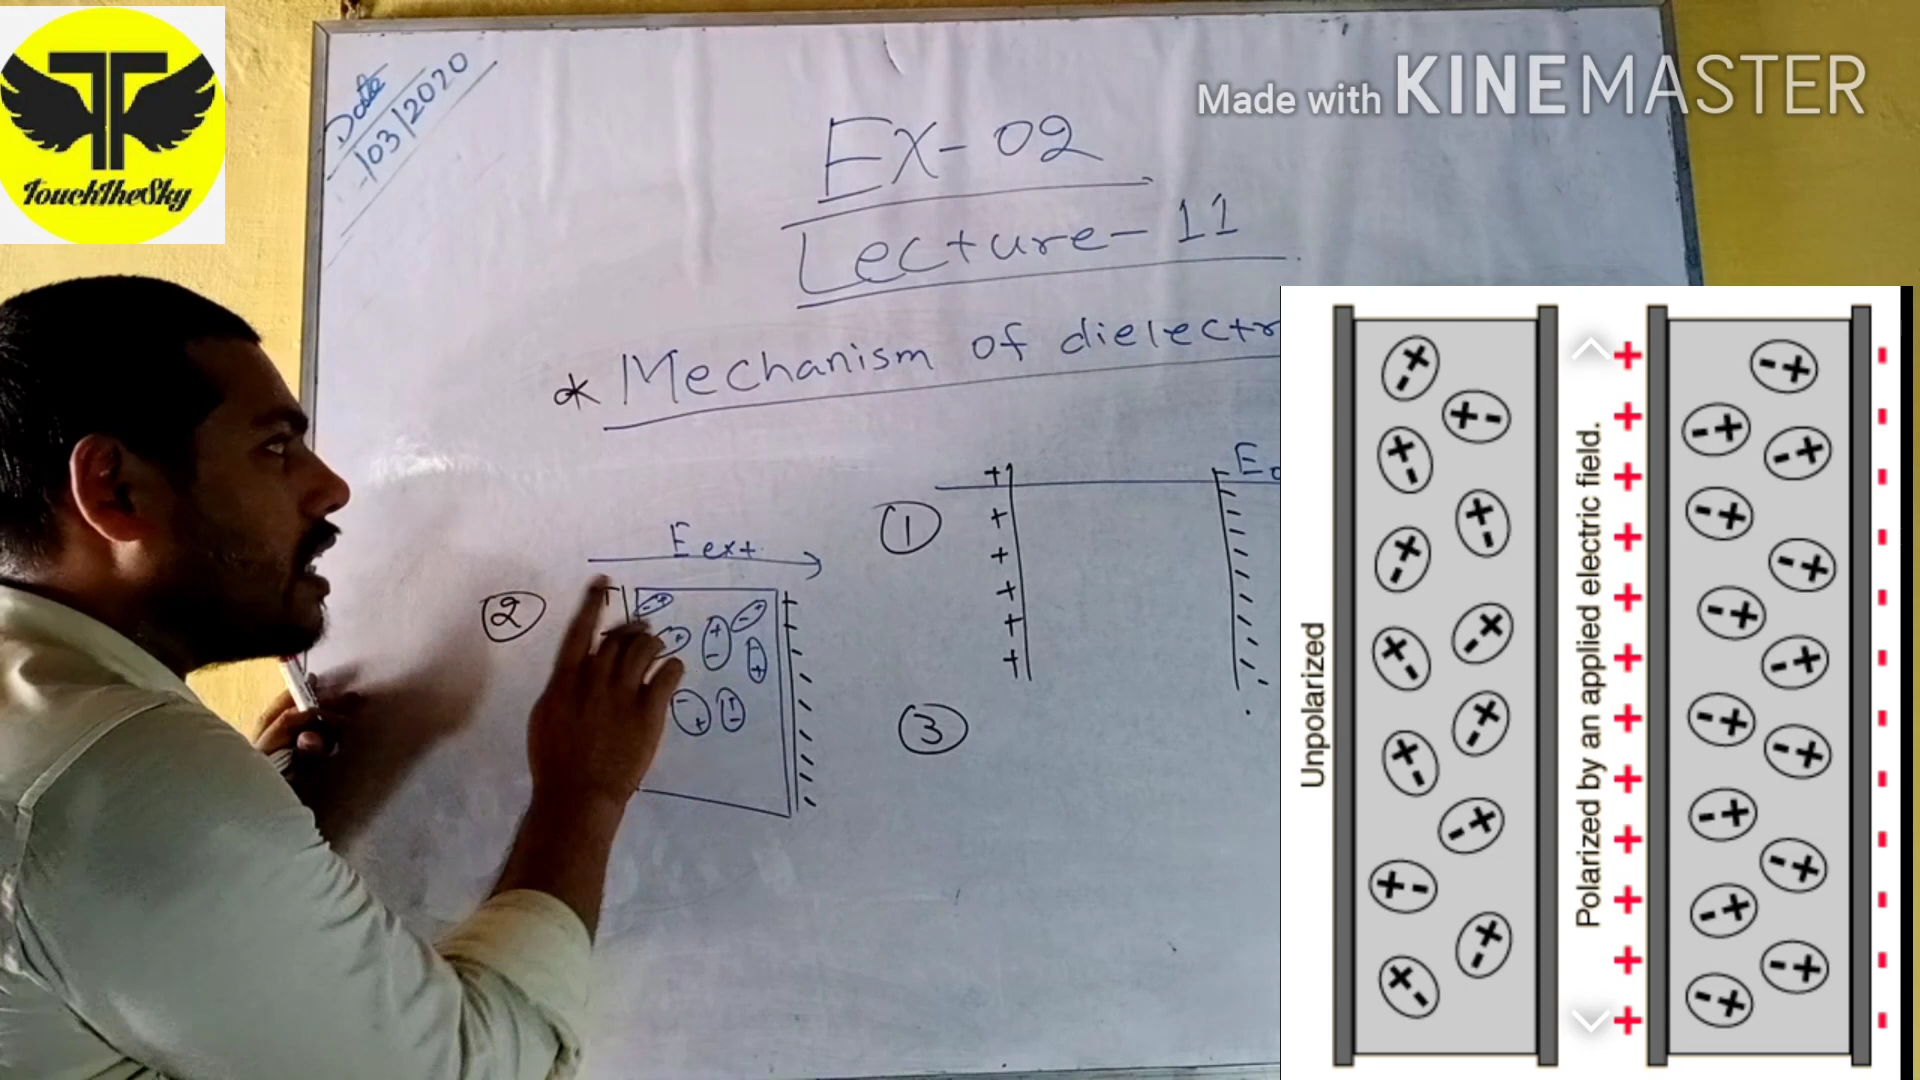 TouchTheSky
Made with KINEMASTER
Date
-/03/2020
EX-02
Lecture-11
* Mechanism of dielectr
①
+
+
+
+
+
+
E ext.
②
③
Unpolarized
Polarized by an applied electric field.